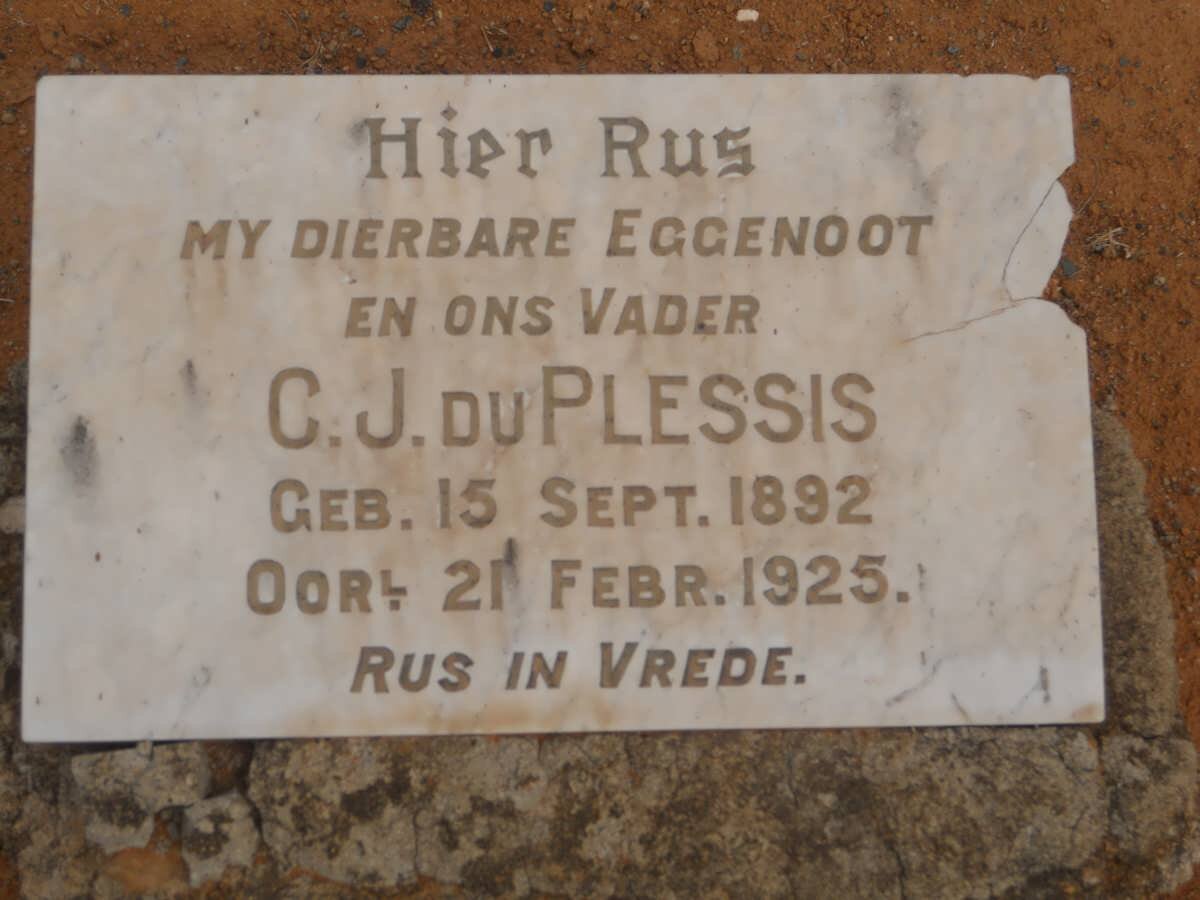 Hier Rus
MY DIERBARE EGGENOOT
EN ONS VADER
C.J. DU PLESSIS
GEB. 15 SEPT. 1892
OORL. 21 FEBR. 1925.
RUS IN VREDE.